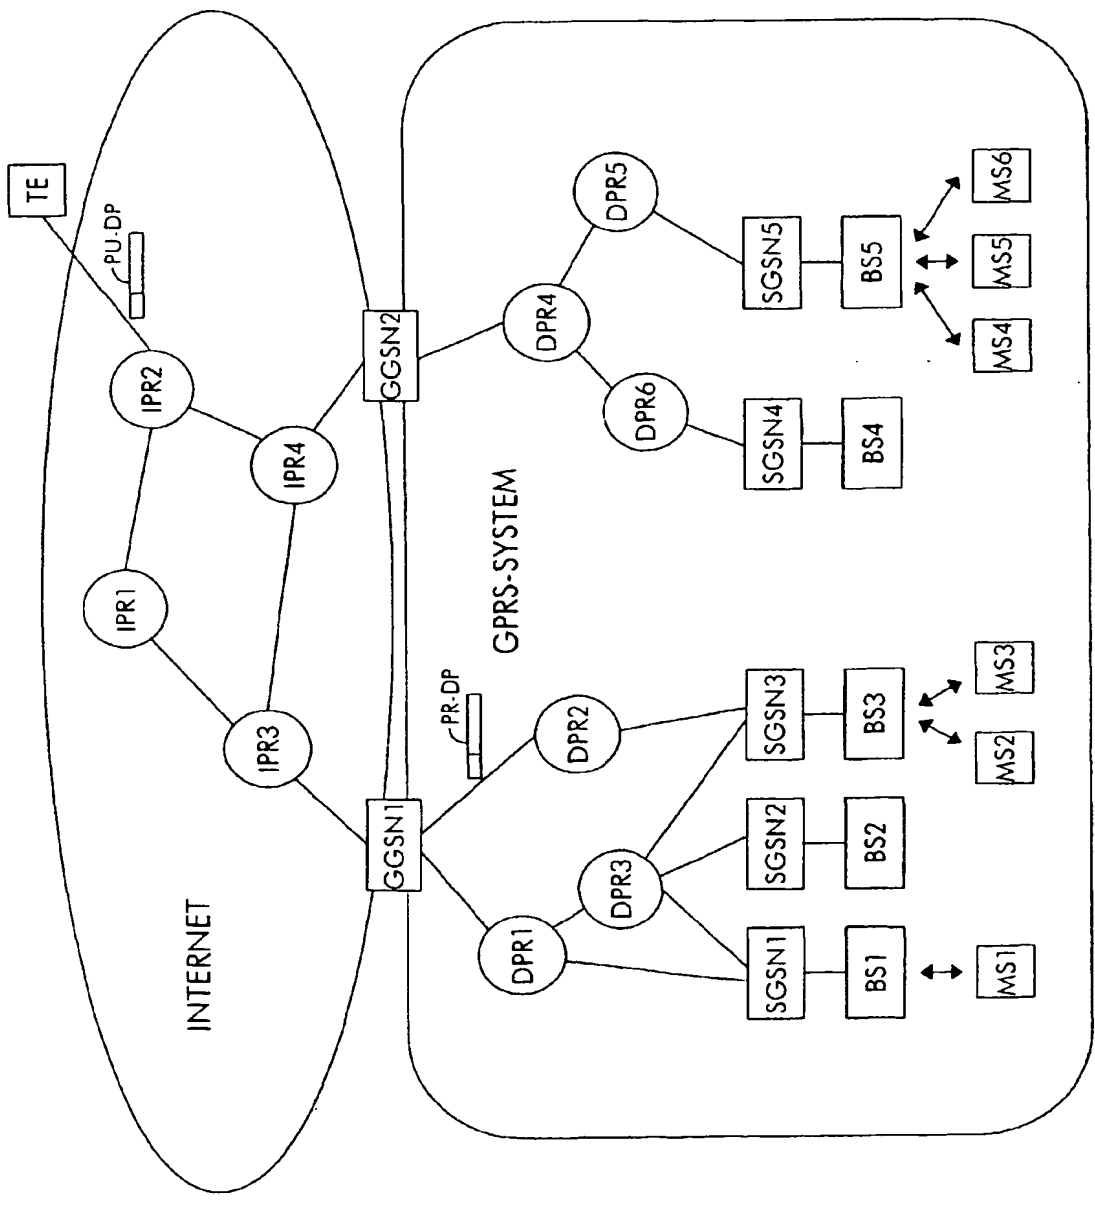 TE
PU-DP
IPR2
IPR1
IPR4
IPR3
INTERNET
GGSN2
GGSN1
GPRS-SYSTEM
PR-DP
DPR5
DPR4
DPR6
DPR2
DPR3
DPR1
SGSN5
SGSN4
SGSN3
SGSN2
SGSN1
BS5
BS4
BS3
BS2
BS1
MS6
MS5
MS4
MS3
MS2
MS1